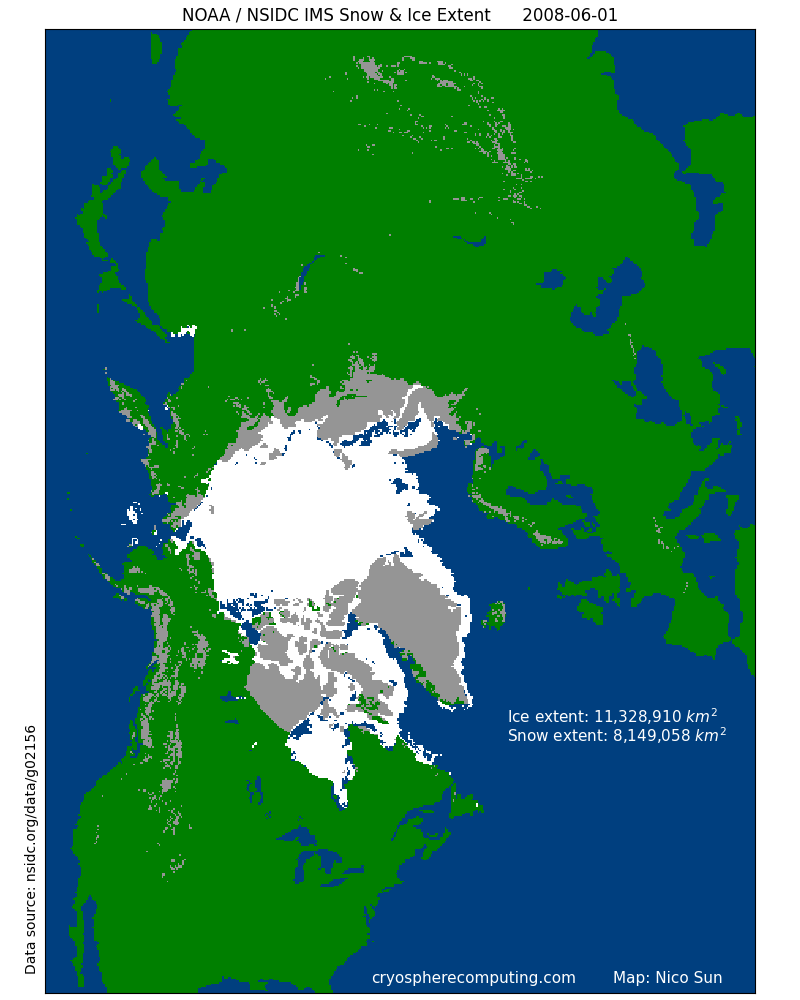 NOAA / NSIDC IMS Snow & Ice Extent 2008-06-01
Ice extent: 11,328,910 km²
Snow extent: 8,149,058 km²
Data source: nsidc.org/data/g02156
cryospherecomputing.com Map: Nico Sun